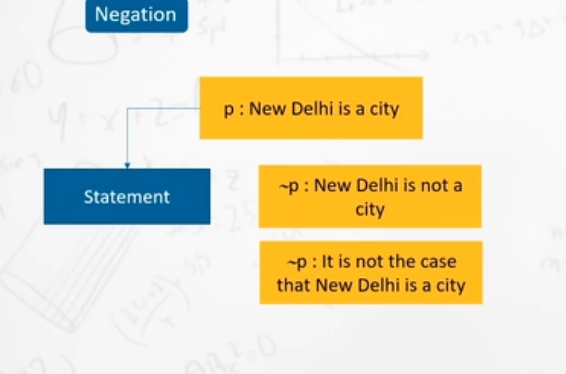 Negation
p : New Delhi is a city
Statement
~p : New Delhi is not a
city
~p : It is not the case
that New Delhi is a city